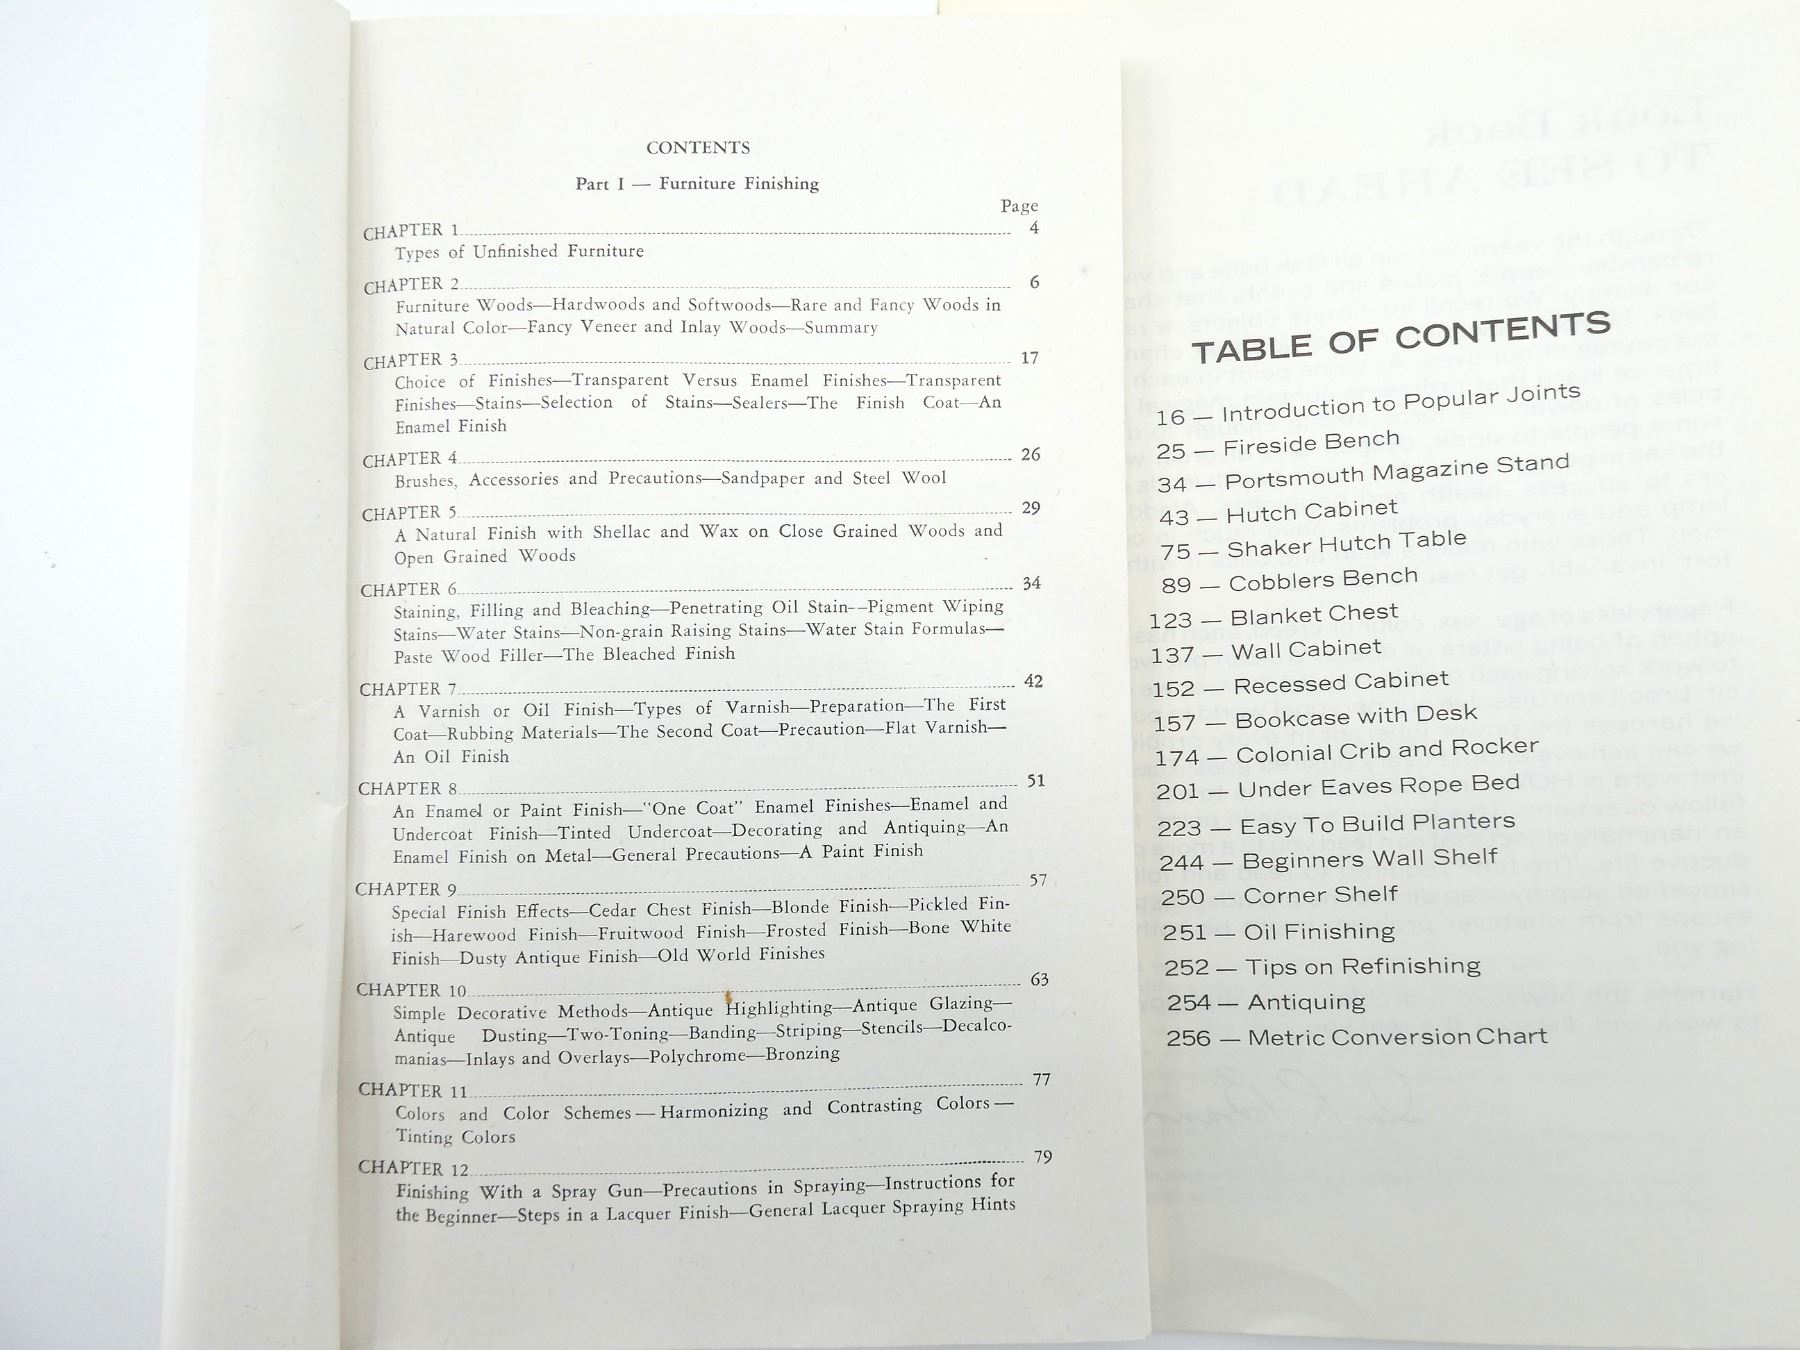 CONTENTS
Part I — Furniture Finishing
Page
CHAPTER 1 4
Types of Unfinished Furniture
CHAPTER 2 6
Furniture Woods—Hardwoods and Softwoods—Rare and Fancy Woods in
Natural Color—Fancy Veneer and Inlay Woods—Summary
CHAPTER 3 17
Choice of Finishes—Transparent Versus Enamel Finishes—Transparent
Finishes—Stains—Selection of Stains—Sealers—The Finish Coat—An
Enamel Finish
CHAPTER 4 26
Brushes, Accessories and Precautions—Sandpaper and Steel Wool
CHAPTER 5 29
A Natural Finish with Shellac and Wax on Close Grained Woods and
Open Grained Woods
CHAPTER 6 34
Staining, Filling and Bleaching—Penetrating Oil Stain--Pigment Wiping
Stains—Water Stains—Non-grain Raising Stains—Water Stain Formulas—
Paste Wood Filler—The Bleached Finish
CHAPTER 7 42
A Varnish or Oil Finish—Types of Varnish—Preparation—The First
Coat—Rubbing Materials—The Second Coat—Precaution—Flat Varnish—
An Oil Finish
CHAPTER 8 51
An Enamel or Paint Finish—"One Coat" Enamel Finishes—Enamel and
Undercoat Finish—Tinted Undercoat—Decorating and Antiquing—An
Enamel Finish on Metal—General Precautions—A Paint Finish
CHAPTER 9 57
Special Finish Effects—Cedar Chest Finish—Blonde Finish—Pickled Fin-
ish—Harewood Finish—Fruitwood Finish—Frosted Finish—Bone White
Finish—Dusty Antique Finish—Old World Finishes
CHAPTER 10 63
Simple Decorative Methods—Antique Highlighting—Antique Glazing—
Antique Dusting—Two-Toning—Banding—Striping—Stencils—Decalco-
manias—Inlays and Overlays—Polychrome—Bronzing
CHAPTER 11 77
Colors and Color Schemes — Harmonizing and Contrasting Colors —
Tinting Colors
CHAPTER 12 79
Finishing With a Spray Gun—Precautions in Spraying—Instructions for
the Beginner—Steps in a Lacquer Finish—General Lacquer Spraying Hints
TABLE OF CONTENTS
16 — Introduction to Popular Joints
25 — Fireside Bench
34 — Portsmouth Magazine Stand
43 — Hutch Cabinet
75 — Shaker Hutch Table
89 — Cobblers Bench
123 — Blanket Chest
137 — Wall Cabinet
152 — Recessed Cabinet
157 — Bookcase with Desk
174 — Colonial Crib and Rocker
201 — Under Eaves Rope Bed
223 — Easy To Build Planters
244 — Beginners Wall Shelf
250 — Corner Shelf
251 — Oil Finishing
252 — Tips on Refinishing
254 — Antiquing
256 — Metric Conversion Chart
Look Back
TO SEE AHEAD